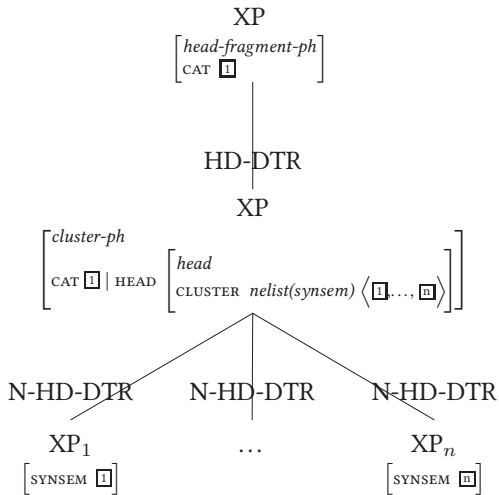 XP
head-fragment-ph
CAT 1
HD-DTR
XP
cluster-ph
CAT 1 | HEAD
head
CLUSTER nelist(synsem) ⟨1,…, n⟩
N-HD-DTR N-HD-DTR N-HD-DTR
XP₁ … XPₙ
[SYNSEM 1] [SYNSEM n]